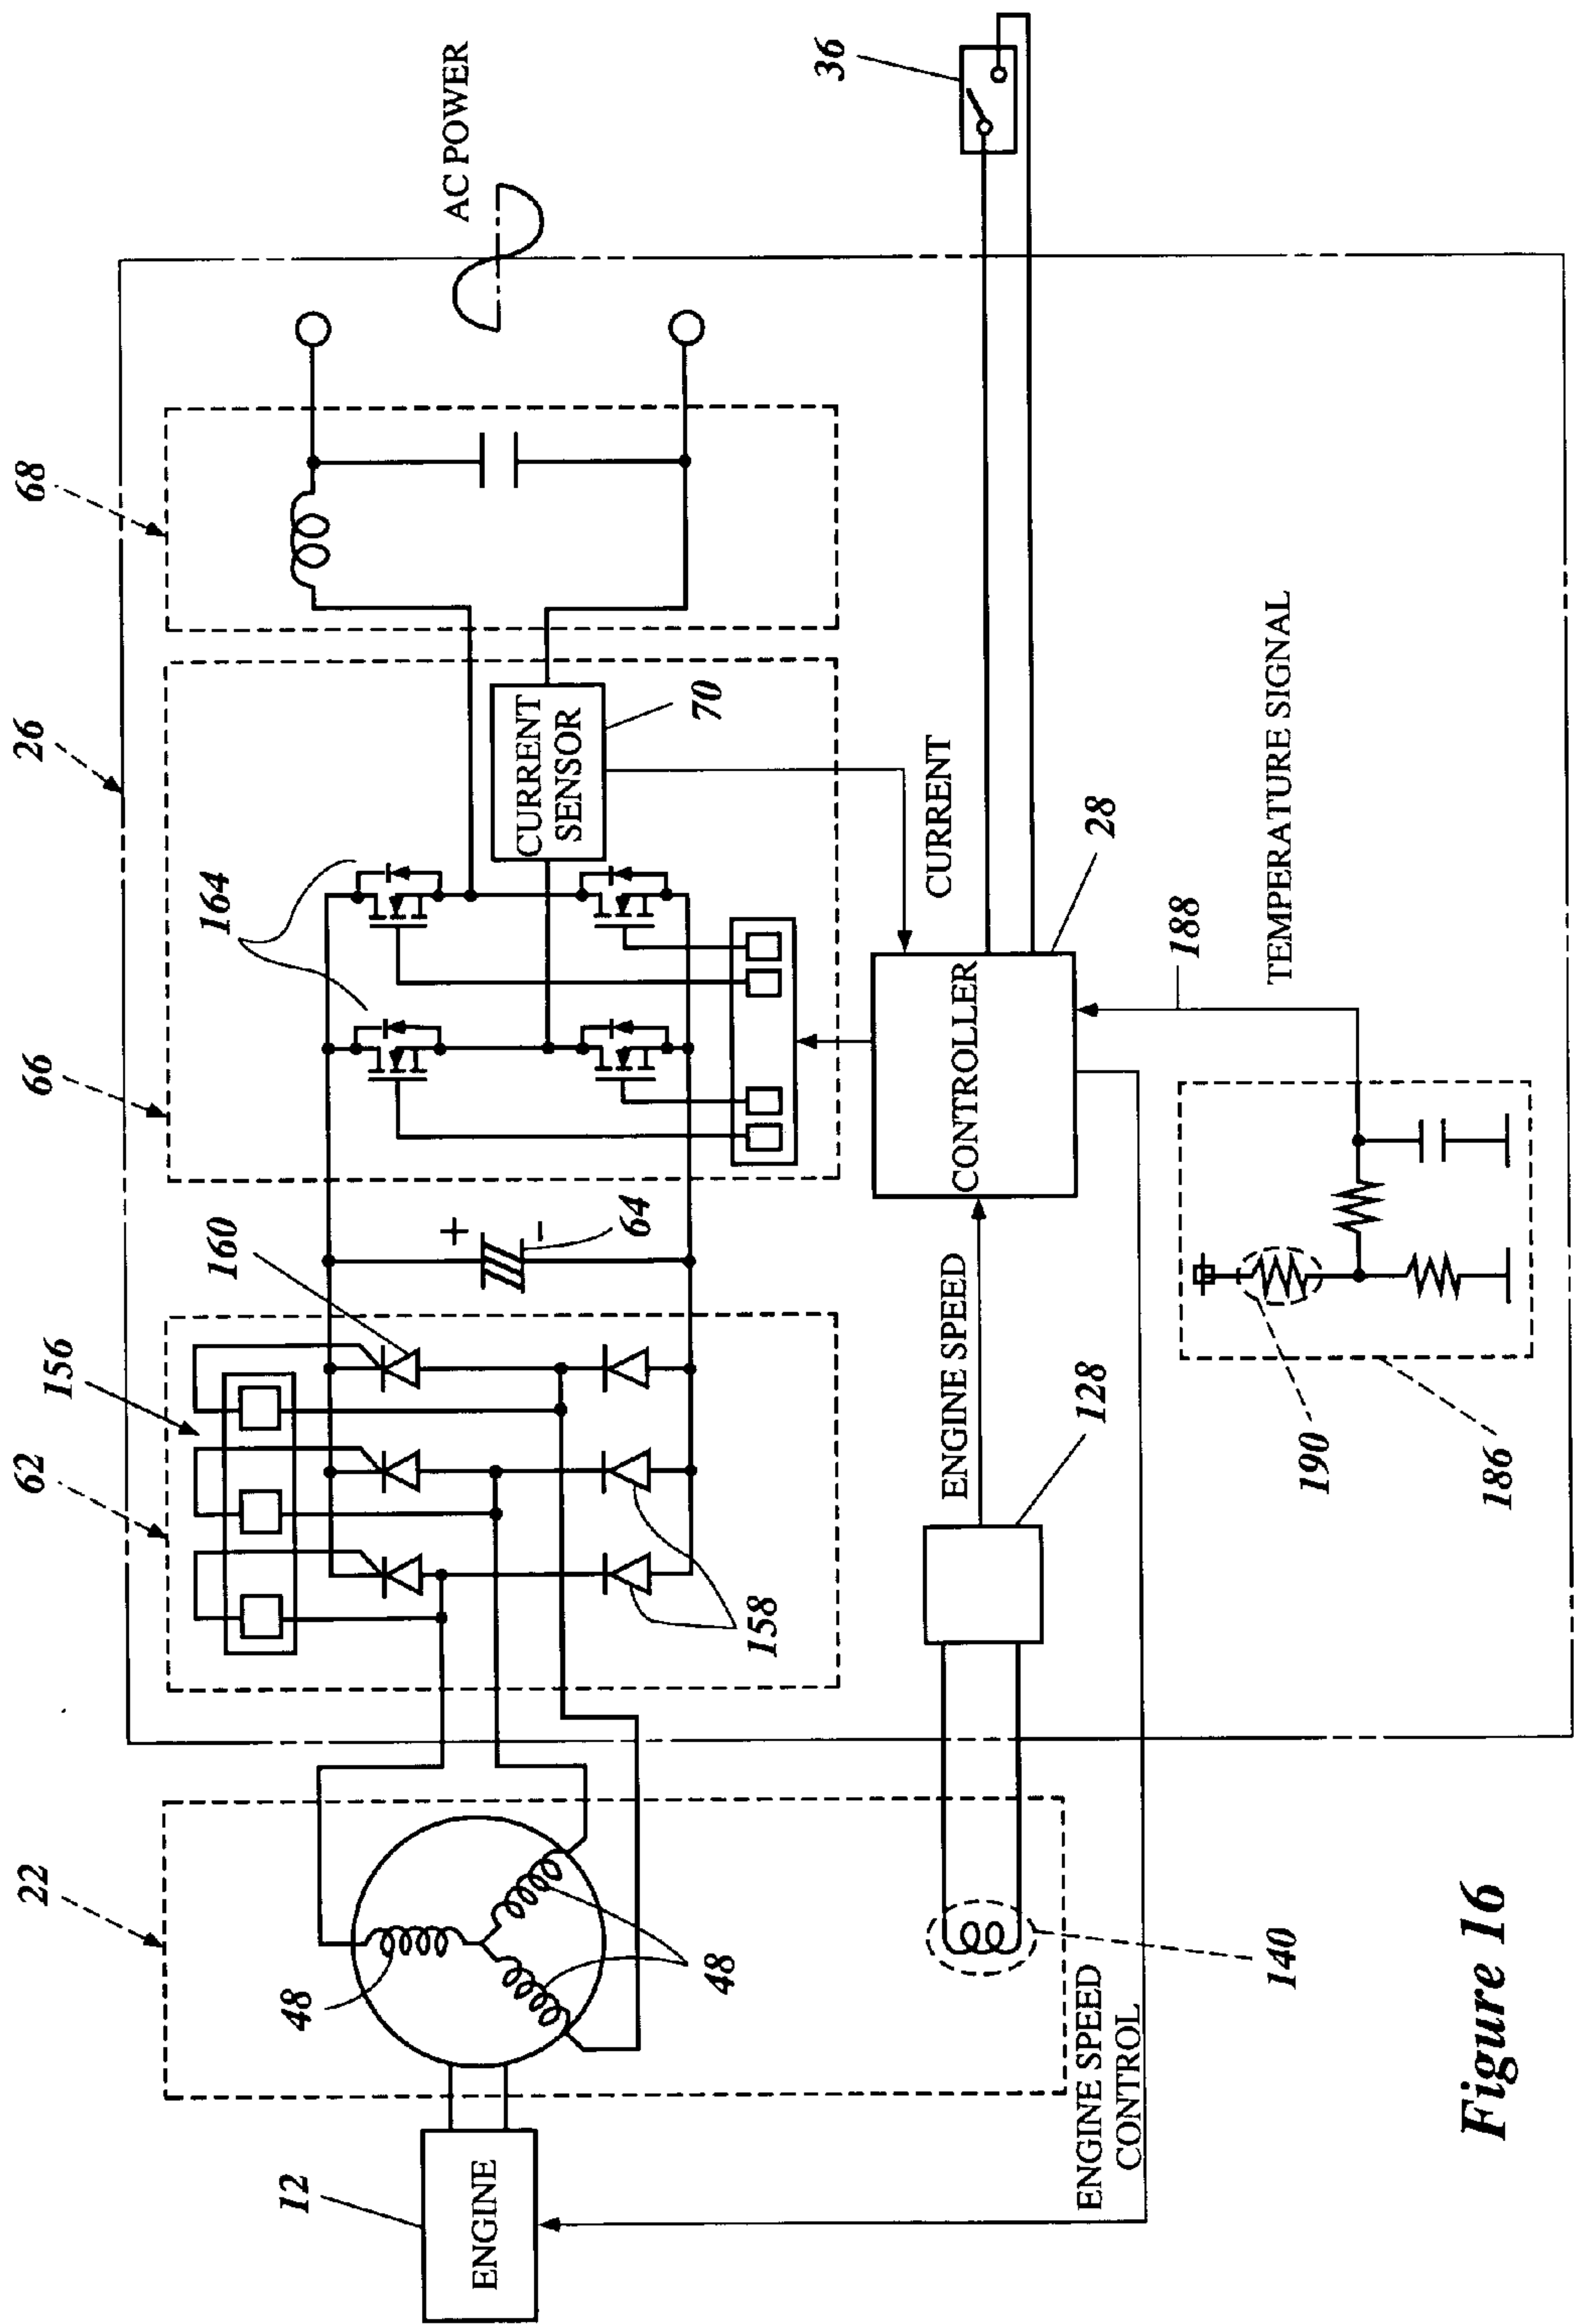 26
22
62
156
66
68
164
160
AC POWER
12
48
48
158
64
+
-
CURRENT
SENSOR
70
36
ENGINE
ENGINE SPEED
CONTROL
140
128
ENGINE SPEED
CONTROLLER
CURRENT
28
188
TEMPERATURE SIGNAL
190
186
Figure 16